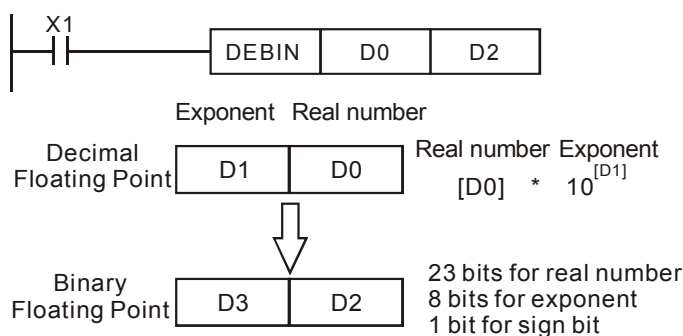 X1
DEBIN D0 D2
Exponent Real number
Decimal
Floating Point
D1 D0
Real number Exponent
[D0] * 10[D1]
Binary
Floating Point
D3 D2
23 bits for real number
8 bits for exponent
1 bit for sign bit